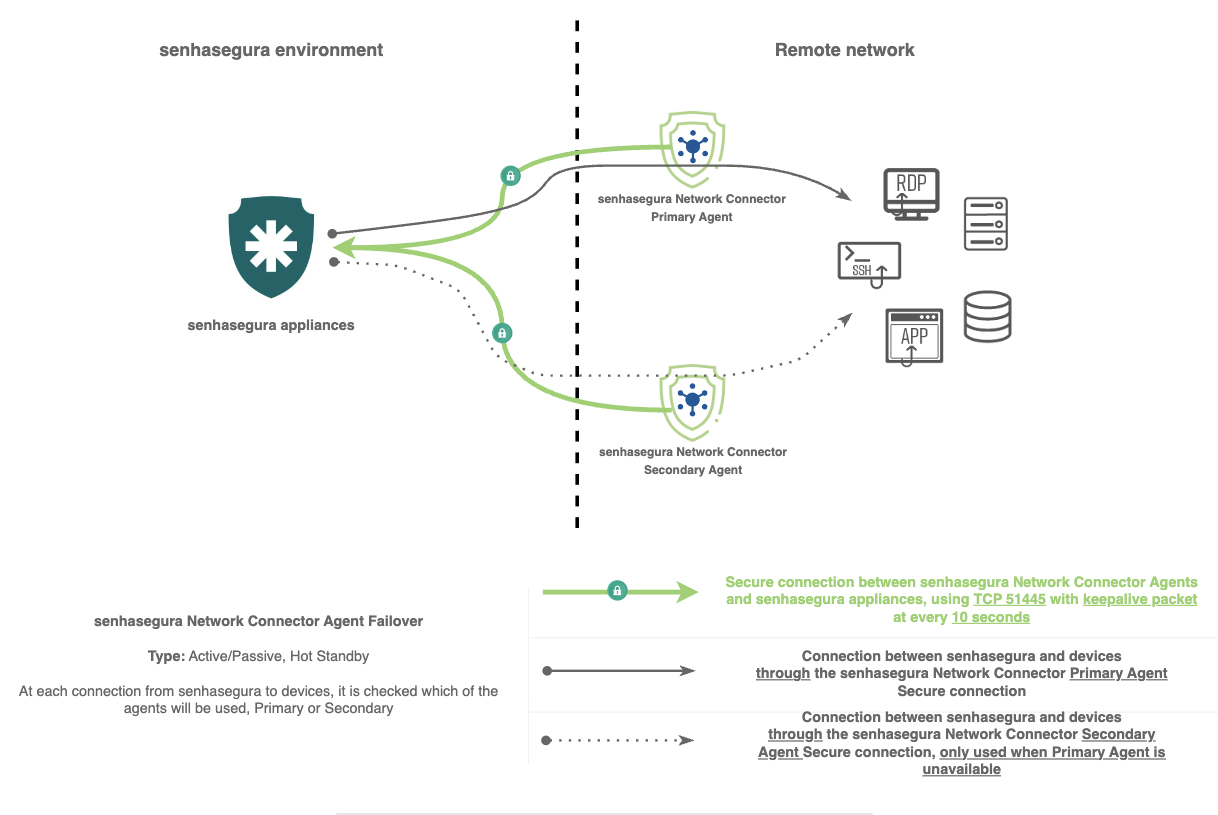 senhasegura environment
Remote network
senhasegura Network Connector
Primary Agent
RDP
SSH
APP
senhasegura appliances
senhasegura Network Connector
Secondary Agent
senhasegura Network Connector Agent Failover
Type: Active/Passive, Hot Standby
At each connection from senhasegura to devices, it is checked which of the
agents will be used, Primary or Secondary
Secure connection between senhasegura Network Connector Agents
and senhasegura appliances, using TCP 51445 with keepalive packet
at every 10 seconds
Connection between senhasegura and devices
through the senhasegura Network Connector Primary Agent
Secure connection
Connection between senhasegura and devices
through the senhasegura Network Connector Secondary
Agent Secure connection, only used when Primary Agent is
unavailable